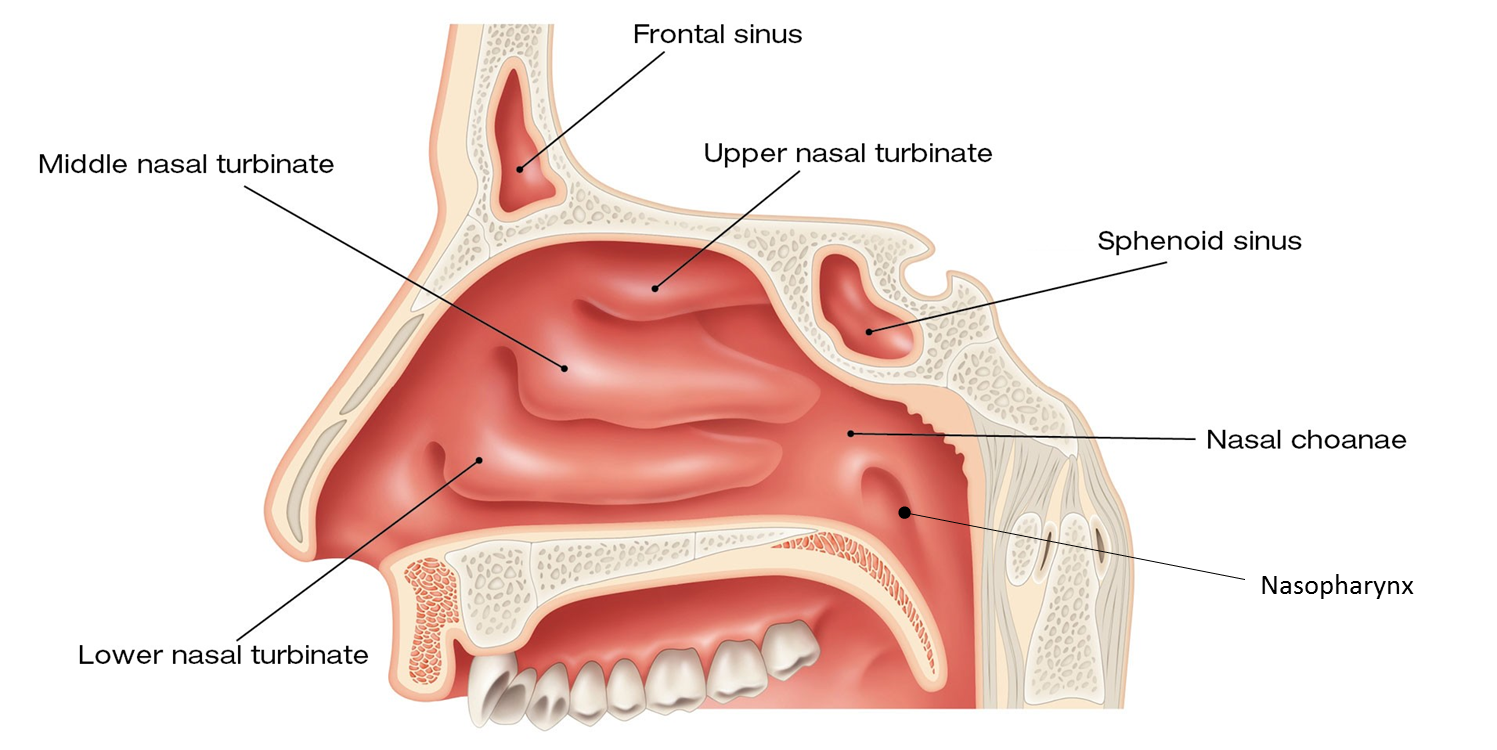 Frontal sinus
Middle nasal turbinate
Upper nasal turbinate
Sphenoid sinus
Nasal choanae
Nasopharynx
Lower nasal turbinate